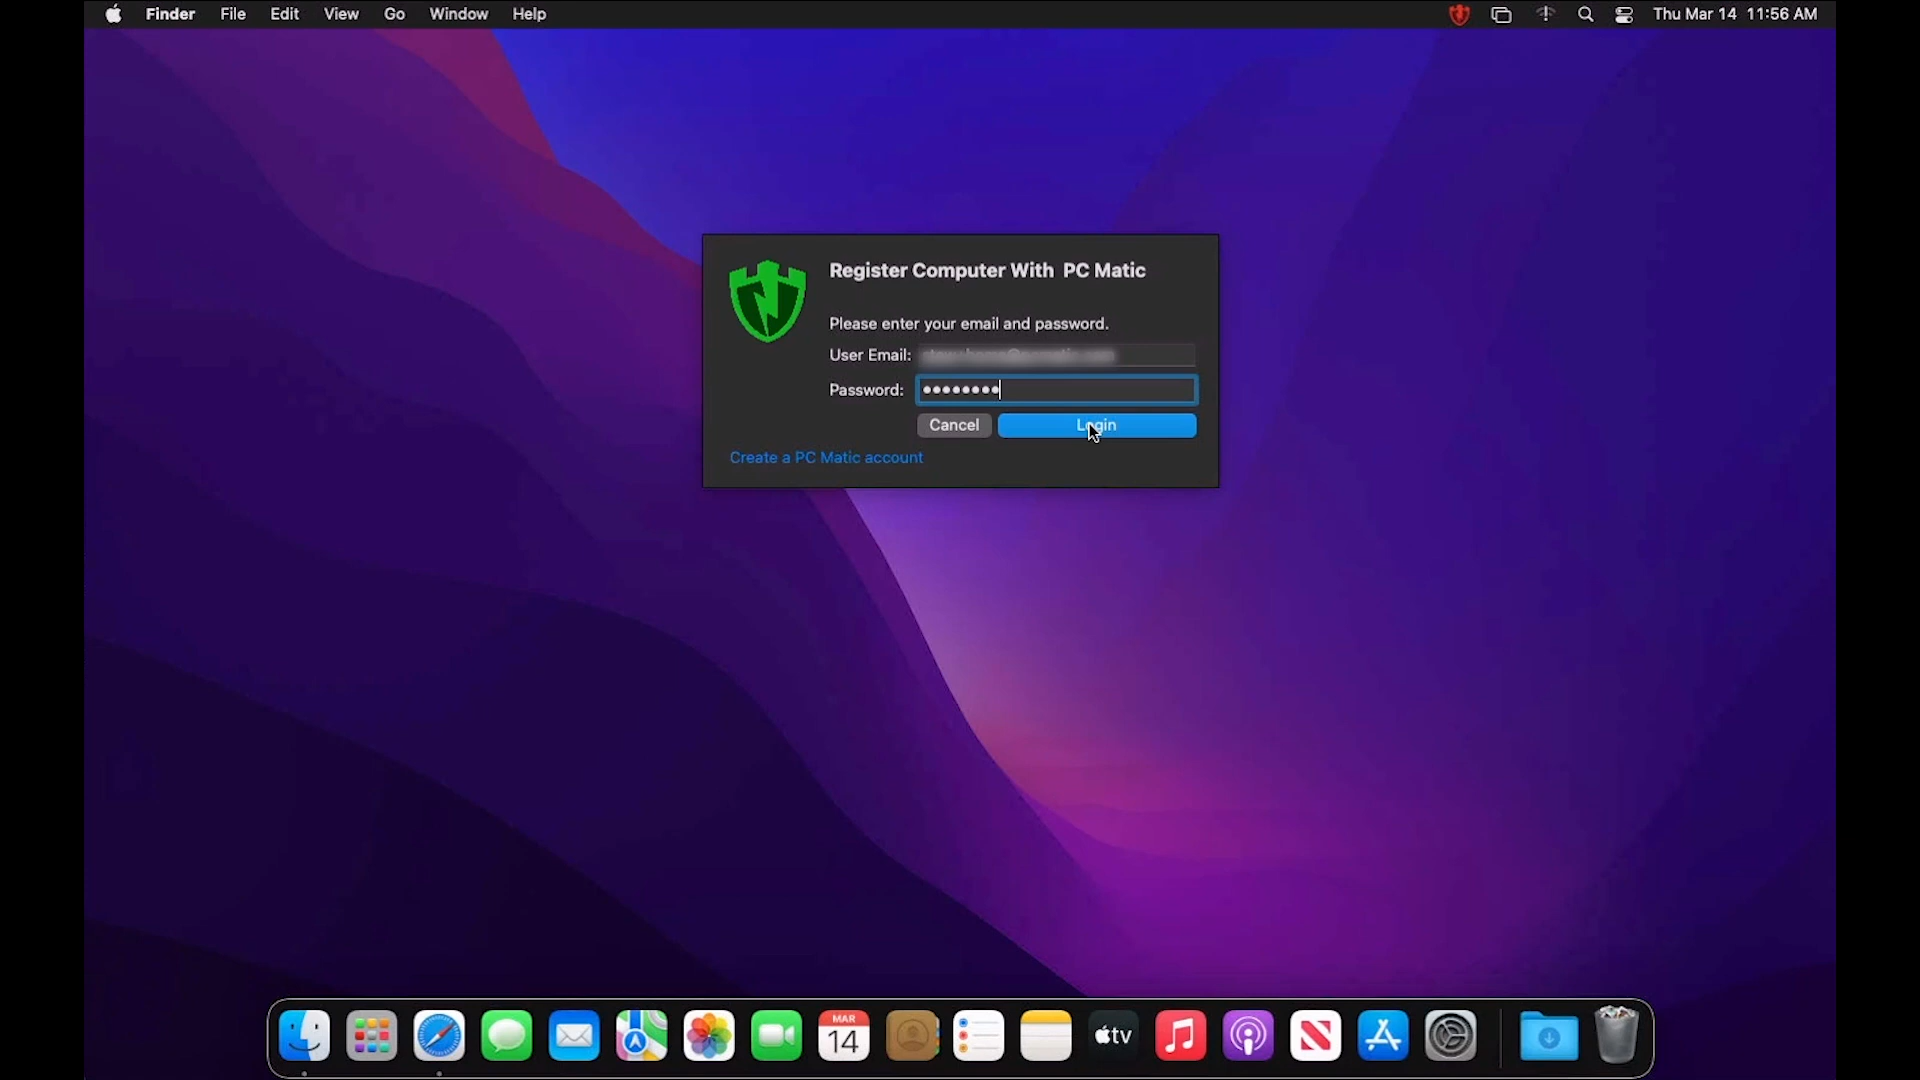 Finder File Edit View Go Window Help Thu Mar 14 11:56 AM
Register Computer With PC Matic
Please enter your email and password.
User Email:
Password: ••••••••
Cancel Login
Create a PC Matic account
MAR
14
tv